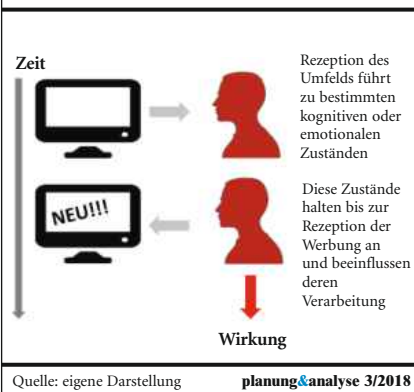 Zeit
Rezeption des
Umfelds führt
zu bestimmten
kognitiven oder
emotionalen
Zuständen
NEU!!!
Diese Zustände
halten bis zur
Rezeption der
Werbung an
und beeinflussen
deren
Verarbeitung
Wirkung
Quelle: eigene Darstellung planung&analyse 3/2018